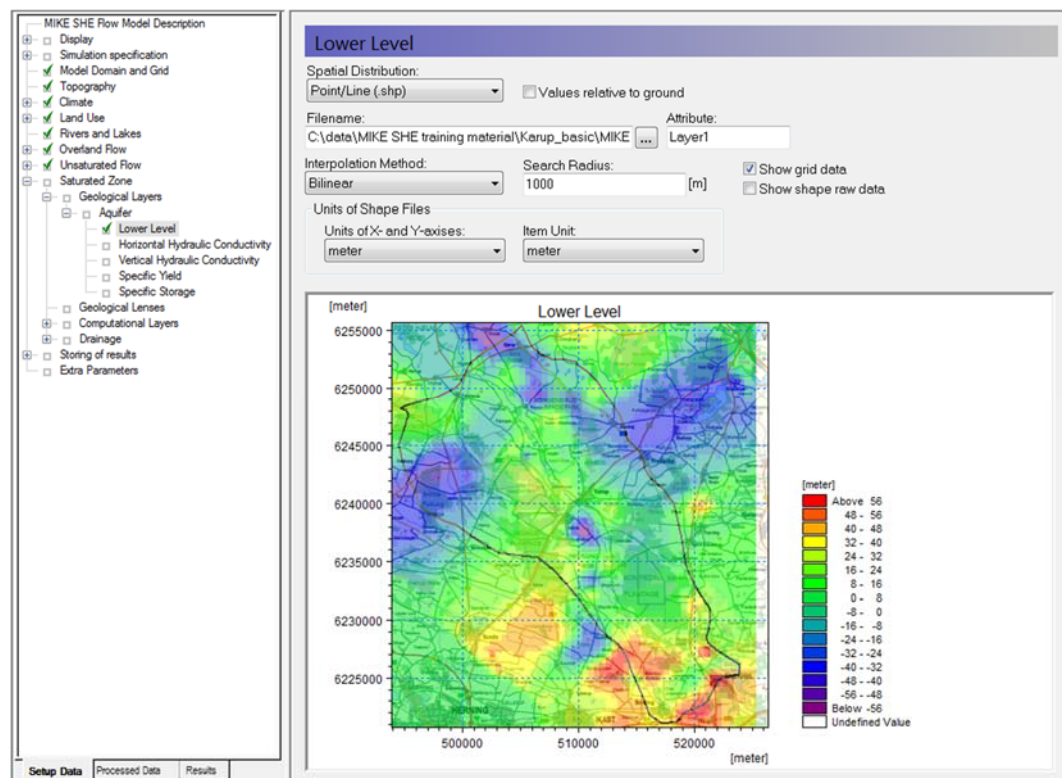 MIKE SHE Flow Model Description
Display
Simulation specification
Model Domain and Grid
Topography
Climate
Land Use
Rivers and Lakes
Overland Flow
Unsaturated Flow
Saturated Zone
Geological Layers
Aquifer
Lower Level
Horizontal Hydraulic Conductivity
Vertical Hydraulic Conductivity
Specific Yield
Specific Storage
Geological Lenses
Computational Layers
Drainage
Storing of results
Extra Parameters
Setup Data Processed Data Results
Lower Level
Spatial Distribution:
Point/Line (.shp) Values relative to ground
Filename: Attribute:
C:\data\MIKE SHE training material\Karup_basic\MIKE ... Layer1
Interpolation Method: Search Radius:
Bilinear 1000 [m]
Show grid data
Show shape raw data
Units of Shape Files
Units of X- and Y-axises: Item Unit:
meter meter
[meter]
Lower Level
6255000
6250000
6245000
6240000
6235000
6230000
6225000
HERNING
500000 510000 520000
[meter]
[meter]
Above 56
48 - 56
40 - 48
32 - 40
24 - 32
16 - 24
8 - 16
0 - 8
-8 - 0
-16 - -8
-24 - -16
-32 - -24
-40 - -32
-48 - -40
-56 - -48
Below -56
Undefined Value